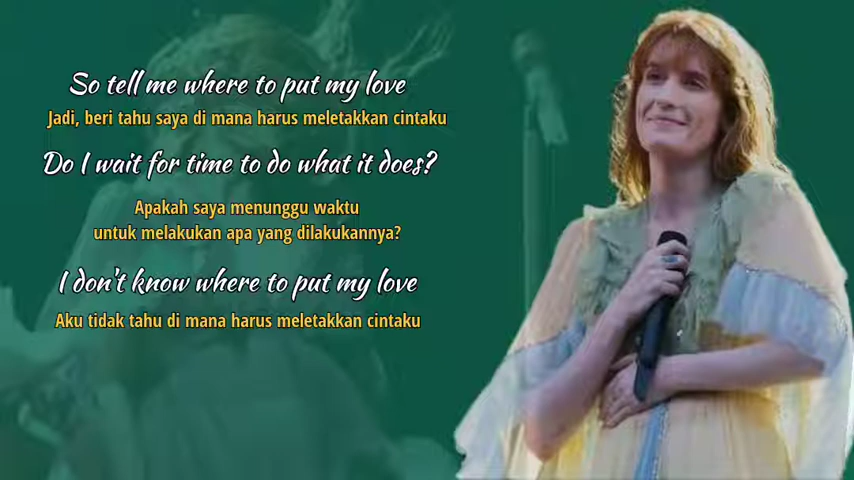 So tell me where to put my love
Jadi, beri tahu saya di mana harus meletakkan cintaku
Do I wait for time to do what it does?
Apakah saya menunggu waktu
untuk melakukan apa yang dilakukannya?
I don't know where to put my love
Aku tidak tahu di mana harus meletakkan cintaku